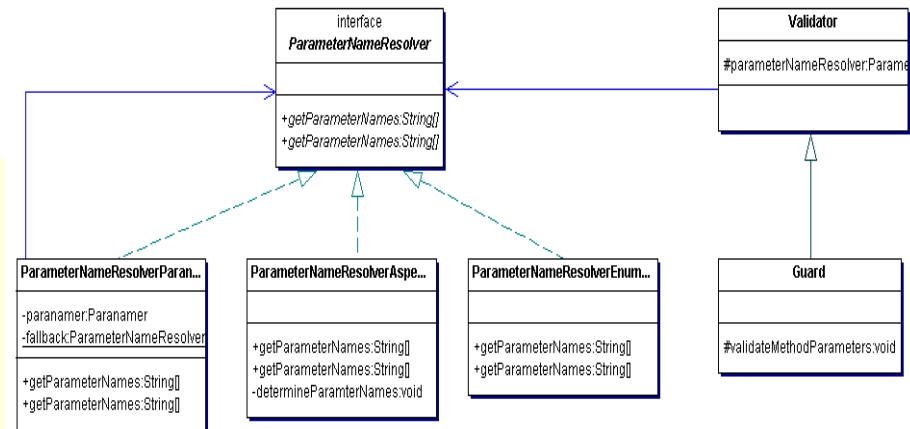 interface
ParameterNameResolver
+getParameterNames:String[]
+getParameterNames:String[]
Validator
#parameterNameResolver:Parame
ParameterNameResolverParan...
-paranamer:Paranamer
-fallback:ParameterNameResolver
+getParameterNames:String[]
+getParameterNames:String[]
ParameterNameResolverAspe...
+getParameterNames:String[]
+getParameterNames:String[]
-determineParamterNames:void
ParameterNameResolverEnum...
+getParameterNames:String[]
+getParameterNames:String[]
Guard
#validateMethodParameters:void